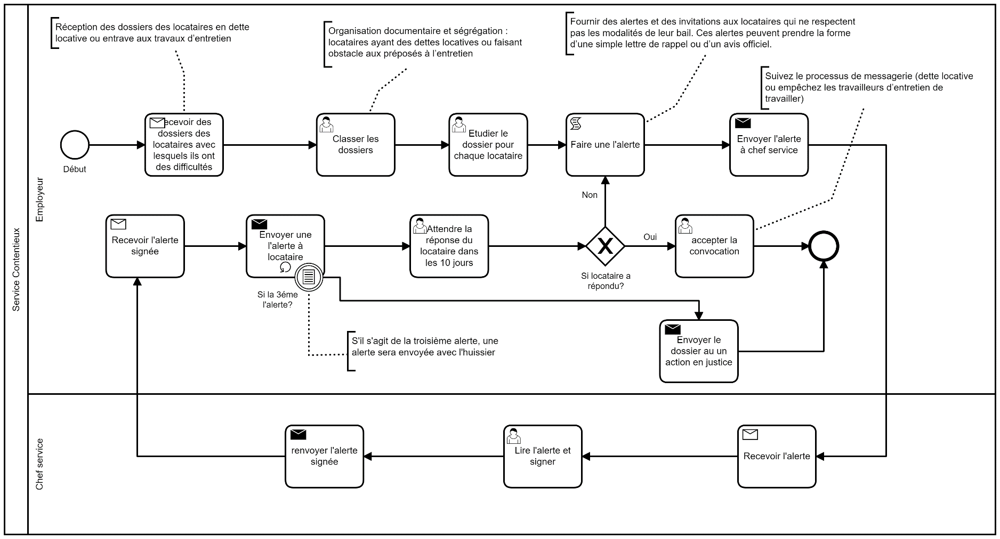 Réception des dossiers des locataires en dette
locative ou entrave aux travaux d’entretien
Organisation documentaire et ségrégation :
locataires ayant des dettes locatives ou faisant
obstacle aux préposés à l’entretien
Fournir des alertes et des invitations aux locataires qui ne respectent
pas les modalités de leur bail. Ces alertes peuvent prendre la forme
d’une simple lettre de rappel ou d’un avis officiel.
Suivez le processus de messagerie (dette locative
ou empêchez les travailleurs d’entretien de
travailler)
Début
ecevoir des
dossiers des
locataires avec
lesquels ils ont
des difficultés
Classer les
dossiers
Etudier le
dossier pour
chaque locataire
Faire une l'alerte
Envoyer l'alerte
à chef service
Employeur
Service Contentieux
Non
Recevoir l'alerte
signée
Envoyer une
l'alerte à
locataire
Attendre la
réponse du
locataire dans
les 10 jours
Oui
accepter la
convocation
Si locataire a
répondu?
Si la 3éme
l'alerte?
S'il s'agit de la troisième alerte, une
alerte sera envoyée avec l'huissier
Envoyer le
dossier au un
action en justice
Chef service
renvoyer l'alerte
signée
Lire l'alerte et
signer
Recevoir l'alerte